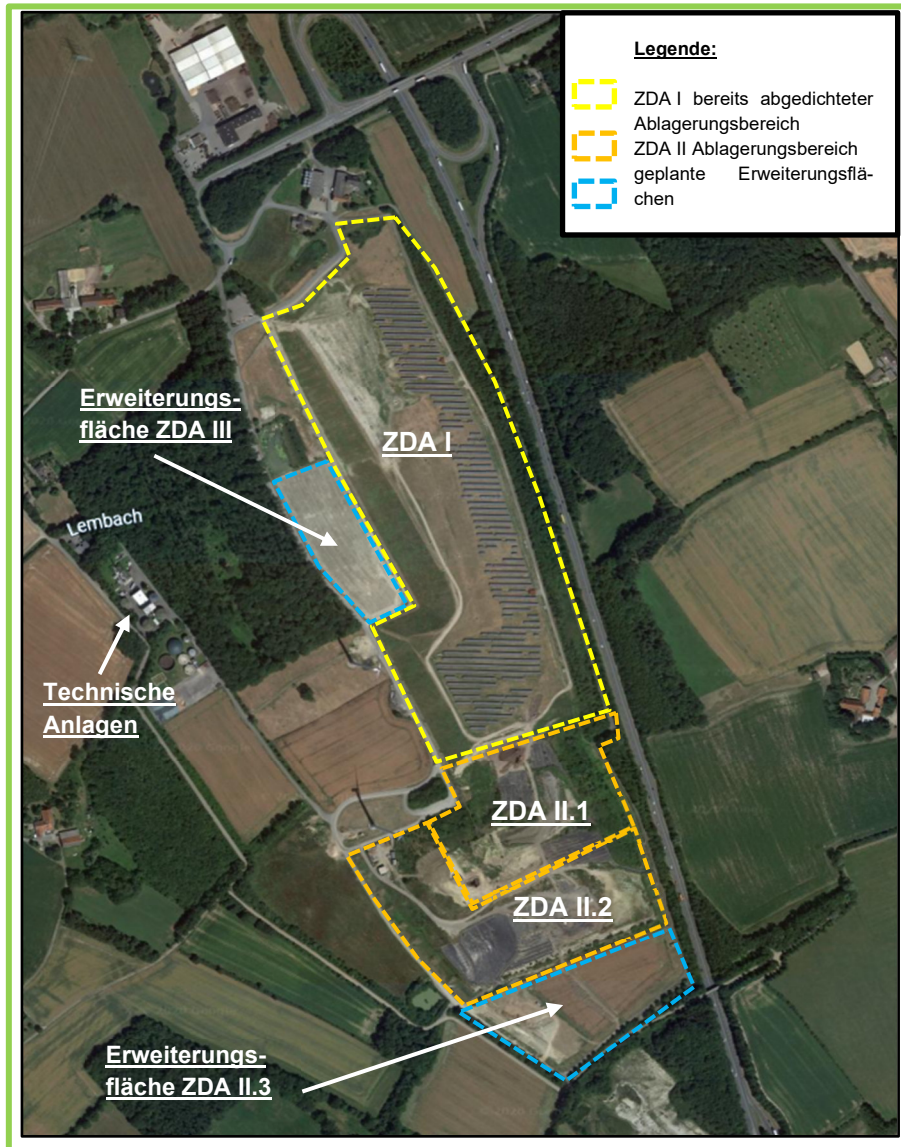 Legende:
ZDA I bereits abgedichteter
Ablagerungsbereich
ZDA II Ablagerungsbereich
geplante Erweiterungsflä-
chen
Erweiterungs-
fläche ZDA III
ZDA I
Lembach
Technische
Anlagen
ZDA II.1
ZDA II.2
Erweiterungs-
fläche ZDA II.3